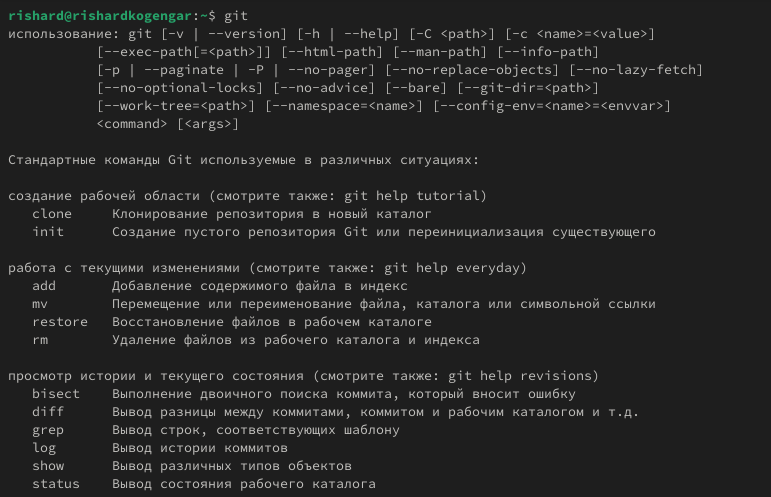 rishard@rishardkogengar:~$ git
использование: git [-v | --version] [-h | --help] [-C <path>] [-c <name>=<value>]
[--exec-path[=<path>]] [--html-path] [--man-path] [--info-path]
[-p | --paginate | -P | --no-pager] [--no-replace-objects] [--no-lazy-fetch]
[--no-optional-locks] [--no-advice] [--bare] [--git-dir=<path>]
[--work-tree=<path>] [--namespace=<name>] [--config-env=<name>=<envvar>]
<command> [<args>]
Стандартные команды Git используемые в различных ситуациях:
создание рабочей области (смотрите также: git help tutorial)
clone Клонирование репозитория в новый каталог
init Создание пустого репозитория Git или переинициализация существующего
работа с текущими изменениями (смотрите также: git help everyday)
add Добавление содержимого файла в индекс
mv Перемещение или переименование файла, каталога или символьной ссылки
restore Восстановление файлов в рабочем каталоге
rm Удаление файлов из рабочего каталога и индекса
просмотр истории и текущего состояния (смотрите также: git help revisions)
bisect Выполнение двоичного поиска коммита, который вносит ошибку
diff Вывод разницы между коммитами, коммитом и рабочим каталогом и т.д.
grep Вывод строк, соответствующих шаблону
log Вывод истории коммитов
show Вывод различных типов объектов
status Вывод состояния рабочего каталога